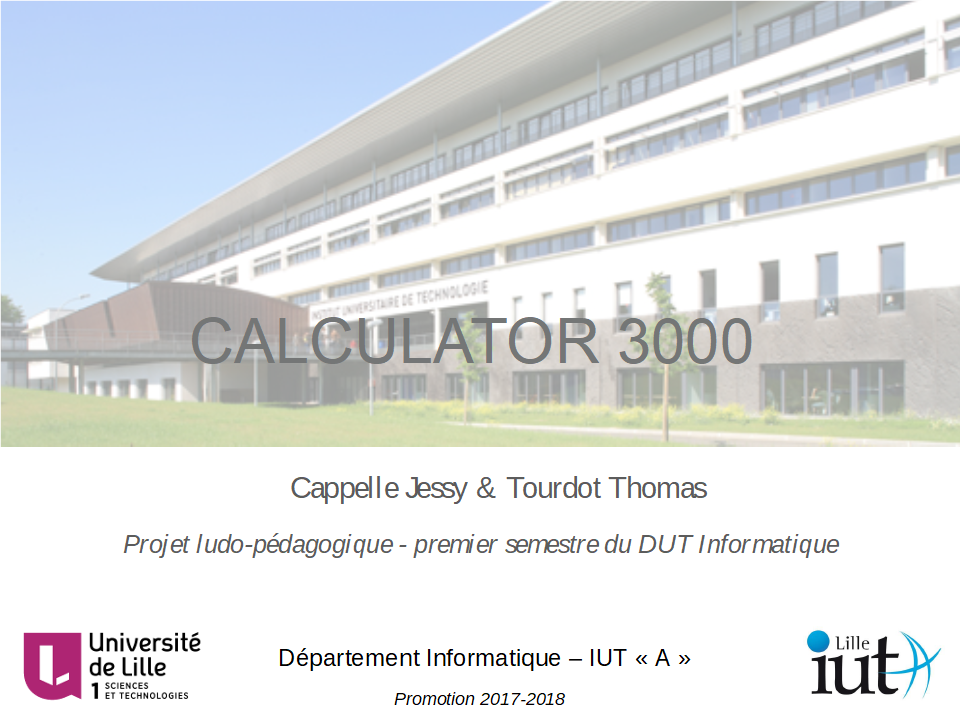 INSTITUT UNIVERSITAIRE DE TECHNOLOGIE
CALCULATOR 3000
Cappelle Jessy & Tourdot Thomas
Projet ludo-pédagogique - premier semestre du DUT Informatique
Université
de Lille
1 SCIENCES
ET TECHNOLOGIES
Département Informatique – IUT « A »
Promotion 2017-2018
Lille
iut A